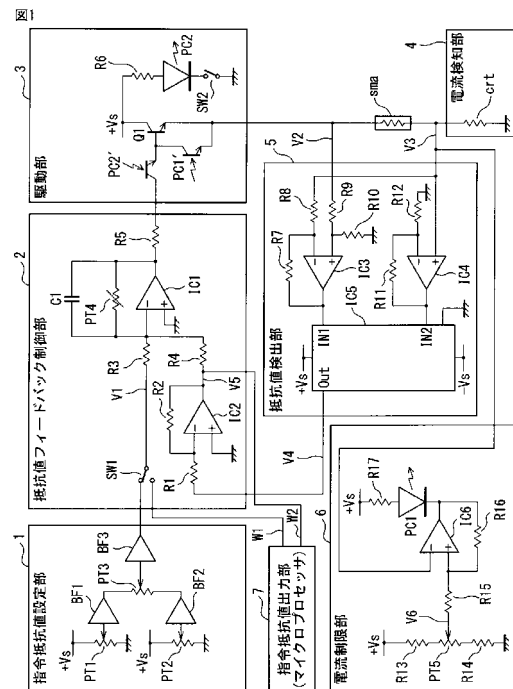 図1
3
駆動部
R6
PC2
SW2
+Vs
Q1
PC2'
PC1'
2
抵抗値フィードバック制御部
C1
PT4
R5
IC1
R3
R4
V1
V5
R2
IC2
R1
SW1
1
指令抵抗値設定部
BF3
PT3
BF1
BF2
+Vs
PT1
+Vs
PT2
4
電流検知部
crt
sma
V2
V3
5
抵抗値検出部
R8
R9
R10
R7
IC3
R12
R11
IC4
IC5
IN1
IN2
Out
+Vs
-Vs
V4
W1
W2
7
指令抵抗値出力部
(マイクロプロセッサ)
6
電流制限部
+Vs
R17
PC1
IC6
R16
R15
V6
+Vs
R13
PT5
R14